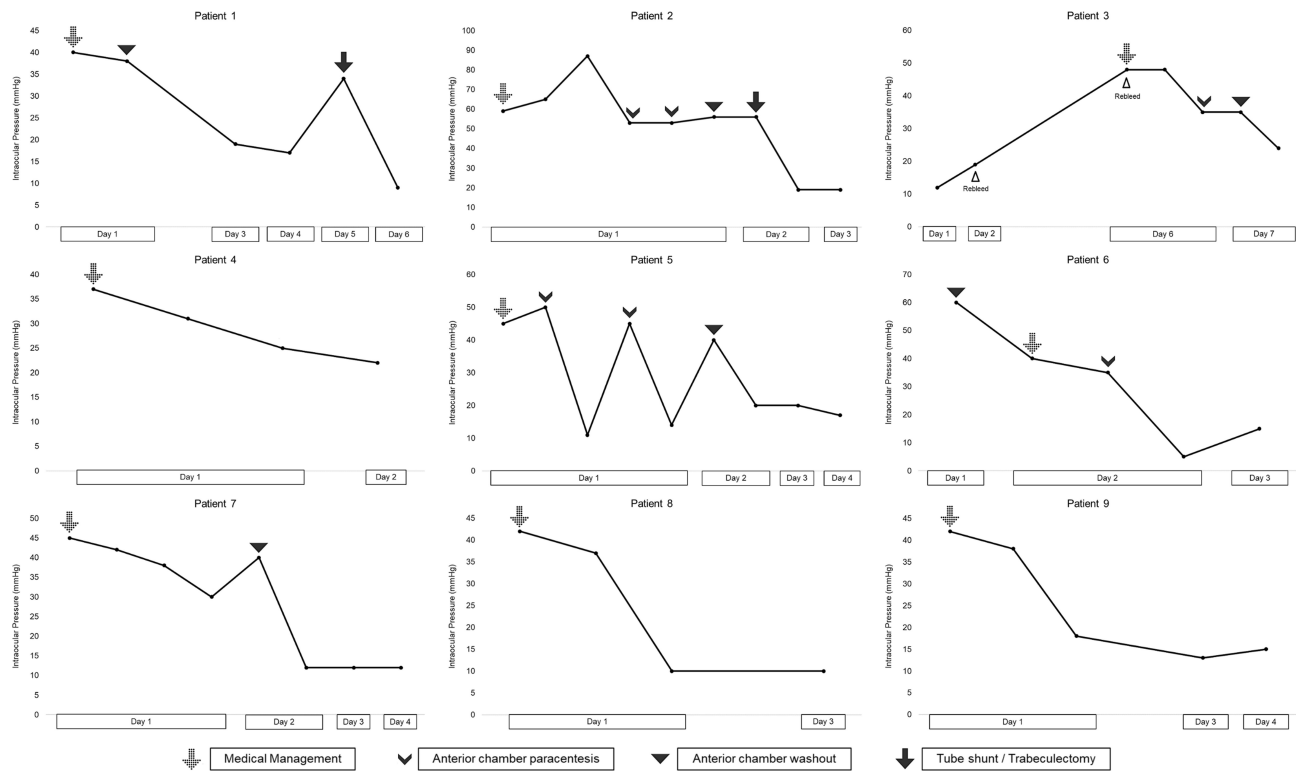 Patient 1
Intraocular Pressure (mmHg)
45
40
35
30
25
20
15
10
5
0
Day 1
Day 3
Day 4
Day 5
Day 6
Patient 2
Intraocular Pressure (mmHg)
100
90
80
70
60
50
40
30
20
10
0
Day 1
Day 2
Day 3
Patient 3
Intraocular Pressure (mmHg)
60
50
40
30
20
10
0
Rebleed
Rebleed
Day 1
Day 2
Day 6
Day 7
Patient 4
Intraocular Pressure (mmHg)
40
35
30
25
20
15
10
5
0
Day 1
Day 2
Patient 5
Intraocular Pressure (mmHg)
60
50
40
30
20
10
0
Day 1
Day 2
Day 3
Day 4
Patient 6
Intraocular Pressure (mmHg)
70
60
50
40
30
20
10
0
Day 1
Day 2
Day 3
Patient 7
Intraocular Pressure (mmHg)
50
45
40
35
30
25
20
15
10
5
0
Day 1
Day 2
Day 3
Day 4
Patient 8
Intraocular Pressure (mmHg)
45
40
35
30
25
20
15
10
5
0
Day 1
Day 3
Patient 9
Intraocular Pressure (mmHg)
45
40
35
30
25
20
15
10
5
0
Day 1
Day 3
Day 4
Medical Management
Anterior chamber paracentesis
Anterior chamber washout
Tube shunt / Trabeculectomy